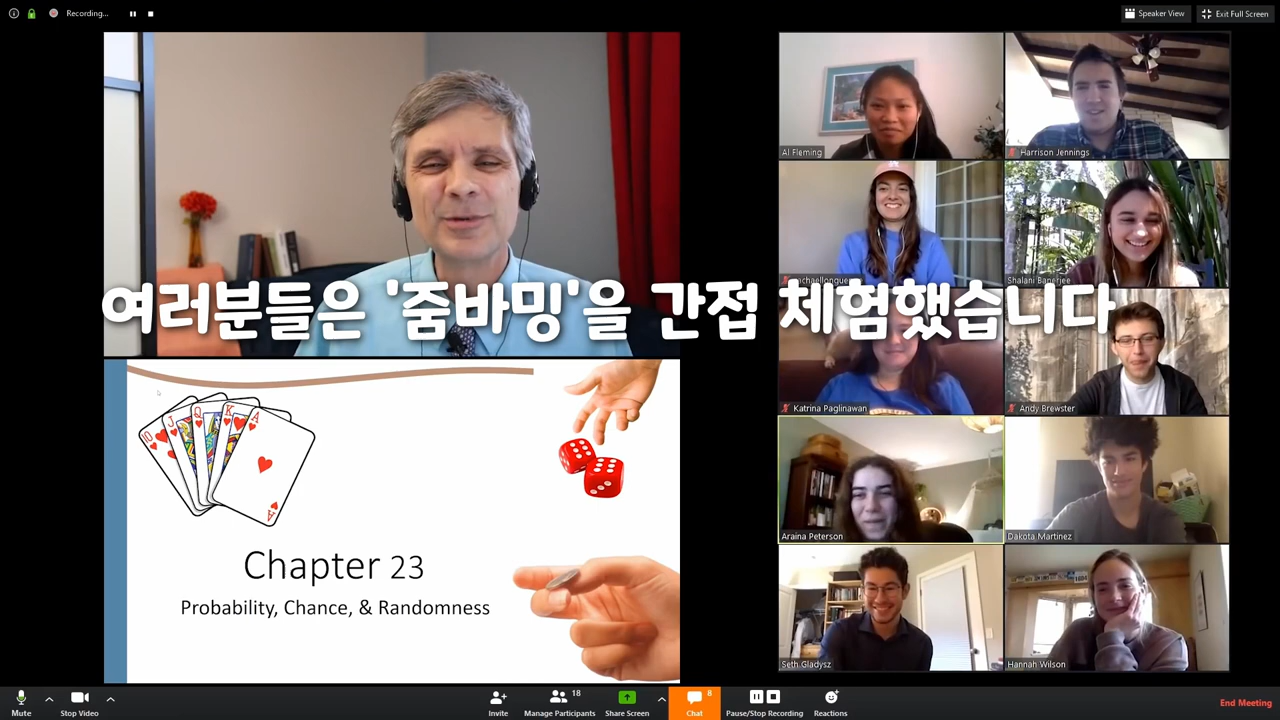 Recording...
Speaker View
Exit Full Screen
Al Fleming
Harrison Jennings
Shalani Banerjee
여러분들은 '줌바밍'을 간접 체험했습니다
Katrina Paglinawan
Andy Brewster
10
J
Q
K
A
A
Araina Peterson
Dakota Martinez
Chapter 23
Probability, Chance, & Randomness
Seth Gladysz
Hannah Wilson
Mute
Stop Video
Invite
18
Manage Participants
Share Screen
8
Chat
Pause/Stop Recording
Reactions
End Meeting